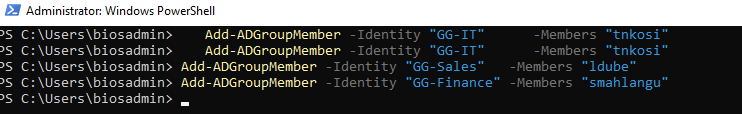 Administrator: Windows PowerShell
PS C:\Users\biosadmin>    Add-ADGroupMember -Identity "GG-IT"      -Members "tnkosi"
PS C:\Users\biosadmin>    Add-ADGroupMember -Identity "GG-IT"      -Members "tnkosi"
PS C:\Users\biosadmin> Add-ADGroupMember -Identity "GG-Sales"   -Members "ldube"
PS C:\Users\biosadmin> Add-ADGroupMember -Identity "GG-Finance" -Members "smahlangu"
PS C:\Users\biosadmin>